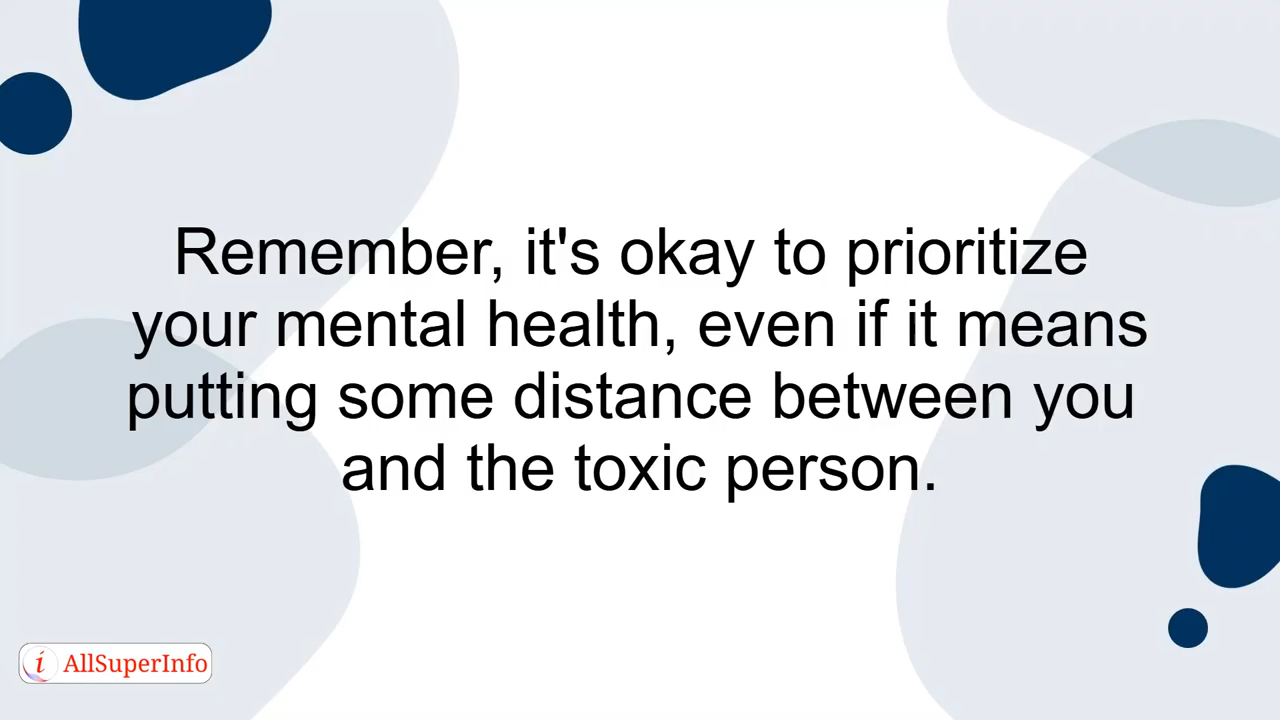 Remember, it's okay to prioritize
your mental health, even if it means
putting some distance between you
and the toxic person.
i AllSuperInfo